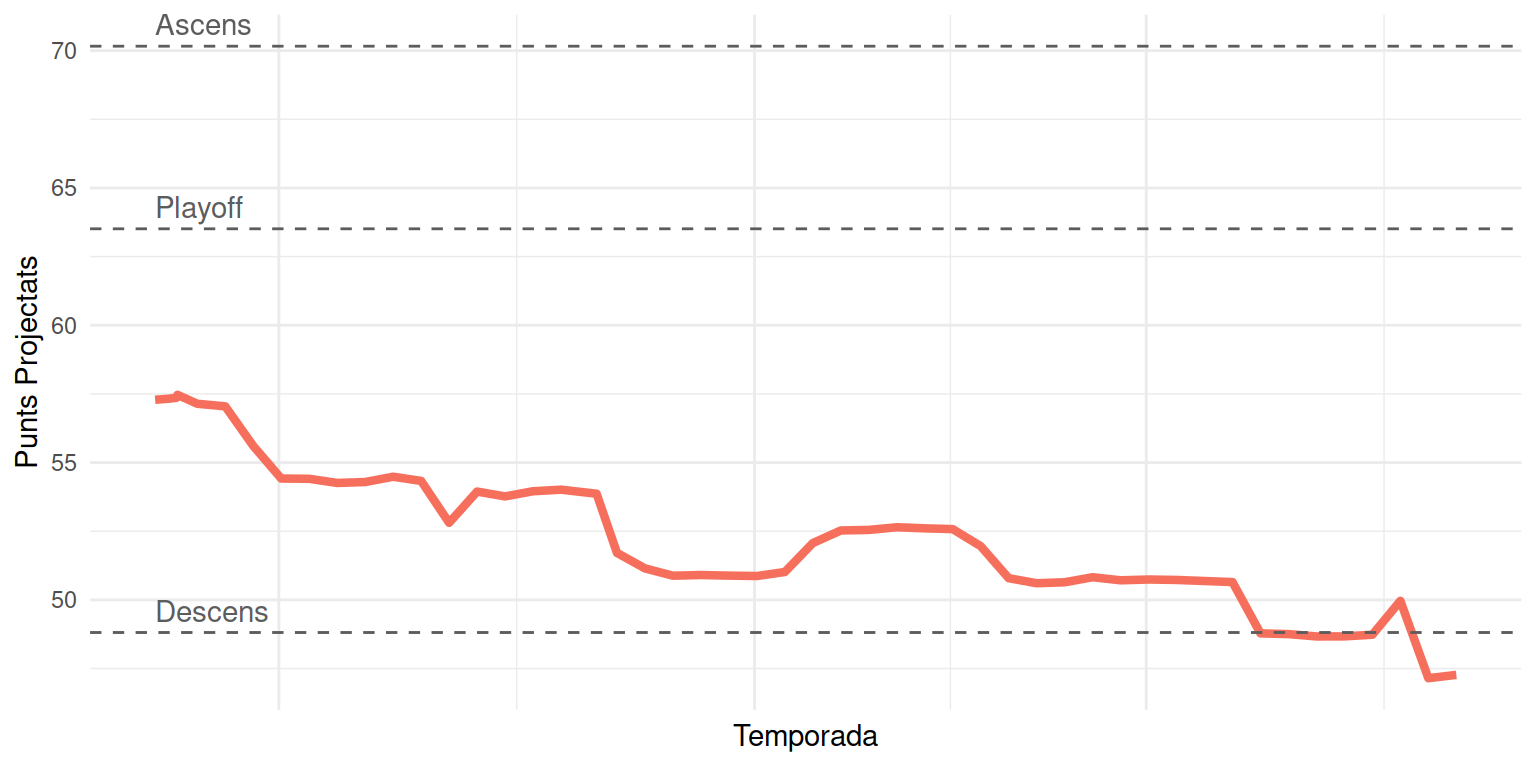 Ascens
70
65
Playoff
60
55
50
Descens
Punts Projectats
Temporada